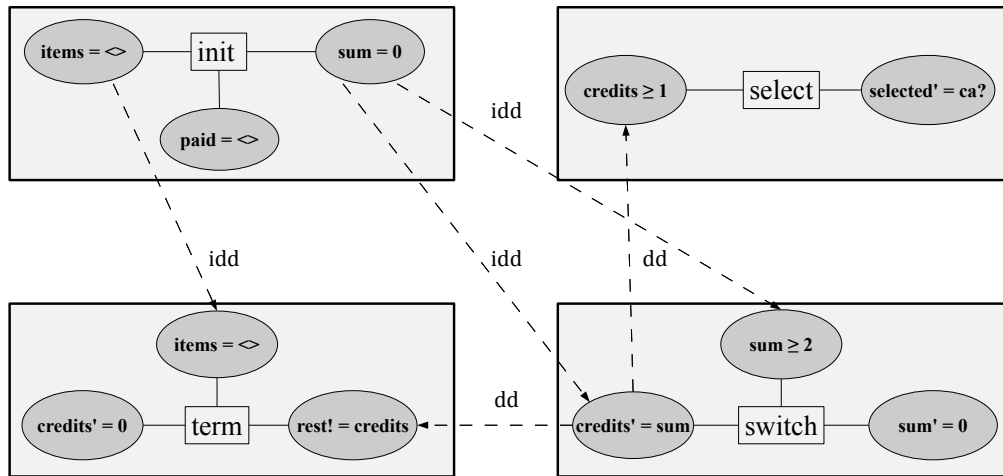 items = <>
init
sum = 0
paid = <>
credits ≥ 1
select
selected' = ca?
idd
idd
idd
dd
items = <>
credits' = 0
term
rest! = credits
dd
sum ≥ 2
credits' = sum
switch
sum' = 0